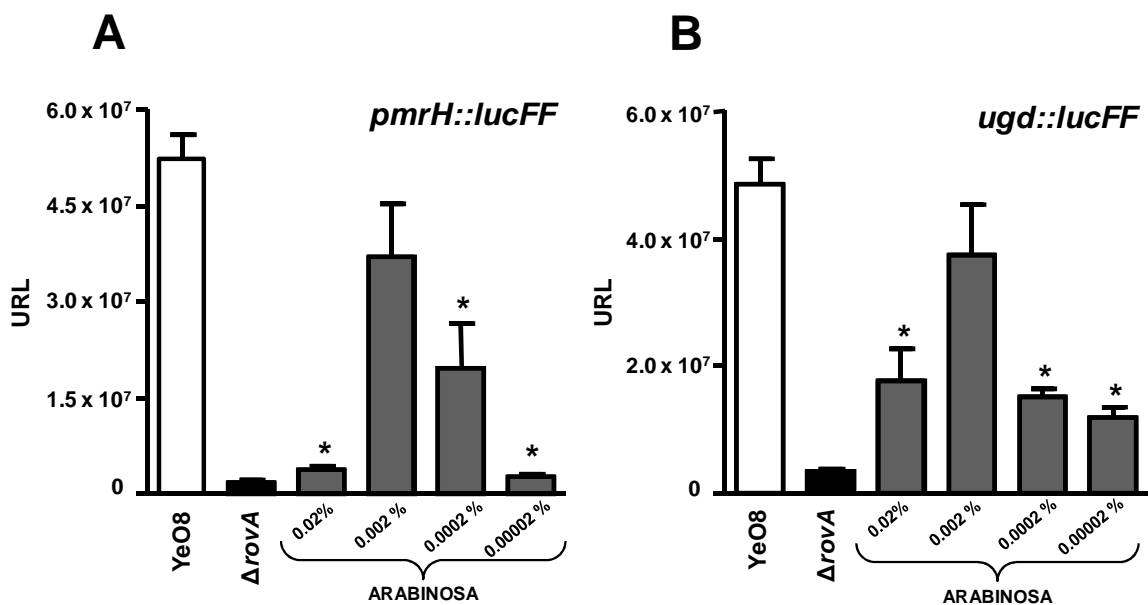 A
pmrH::lucFF
URL
6.0 x 10⁷
4.5 x 10⁷
3.0 x 10⁷
1.5 x 10⁷
0
*
*
*
YeO8
ΔrovA
0.02%
0.002 %
0.0002 %
0.00002 %
ARABINOSA
B
ugd::lucFF
URL
6.0 x 10⁷
4.0 x 10⁷
2.0 x 10⁷
0
*
*
*
YeO8
ΔrovA
0.02%
0.002 %
0.0002 %
0.00002 %
ARABINOSA